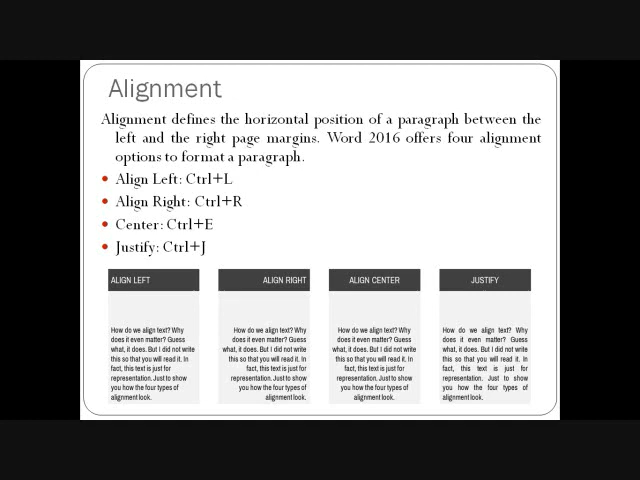 Alignment
Alignment defines the horizontal position of a paragraph between the
left and the right page margins. Word 2016 offers four alignment
options to format a paragraph.
• Align Left: Ctrl+L
• Align Right: Ctrl+R
• Center: Ctrl+E
• Justify: Ctrl+J
ALIGN LEFT
How do we align text? Why
does it even matter? Guess
what, it does. But I did not write
this so that you will read it. In
fact, this text is just for
representation. Just to show
you how the four types of
alignment look.
ALIGN RIGHT
How do we align text? Why
does it even matter? Guess
what, it does. But I did not write
this so that you will read it. In
fact, this text is just for
representation. Just to show
you how the four types of
alignment look.
ALIGN CENTER
How do we align text? Why
does it even matter? Guess
what, it does. But I did not write
this so that you will read it. In
fact, this text is just for
representation. Just to show
you how the four types of
alignment look.
JUSTIFY
How do we align text? Why
does it even matter? Guess
what, it does. But I did not write
this so that you will read it. In
fact, this text is just for
representation. Just to show
you how the four types of
alignment look.